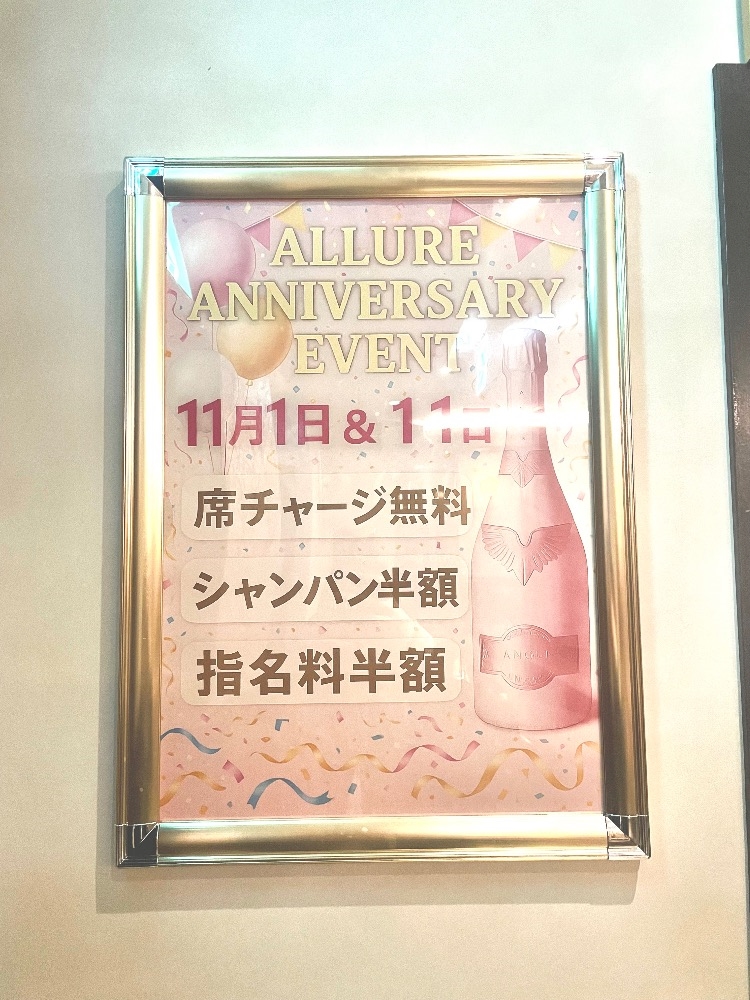 ALLURE
ANNIVERSARY
EVENT
11月1日 & 11日
席チャージ無料
シャンパン半額
指名料半額